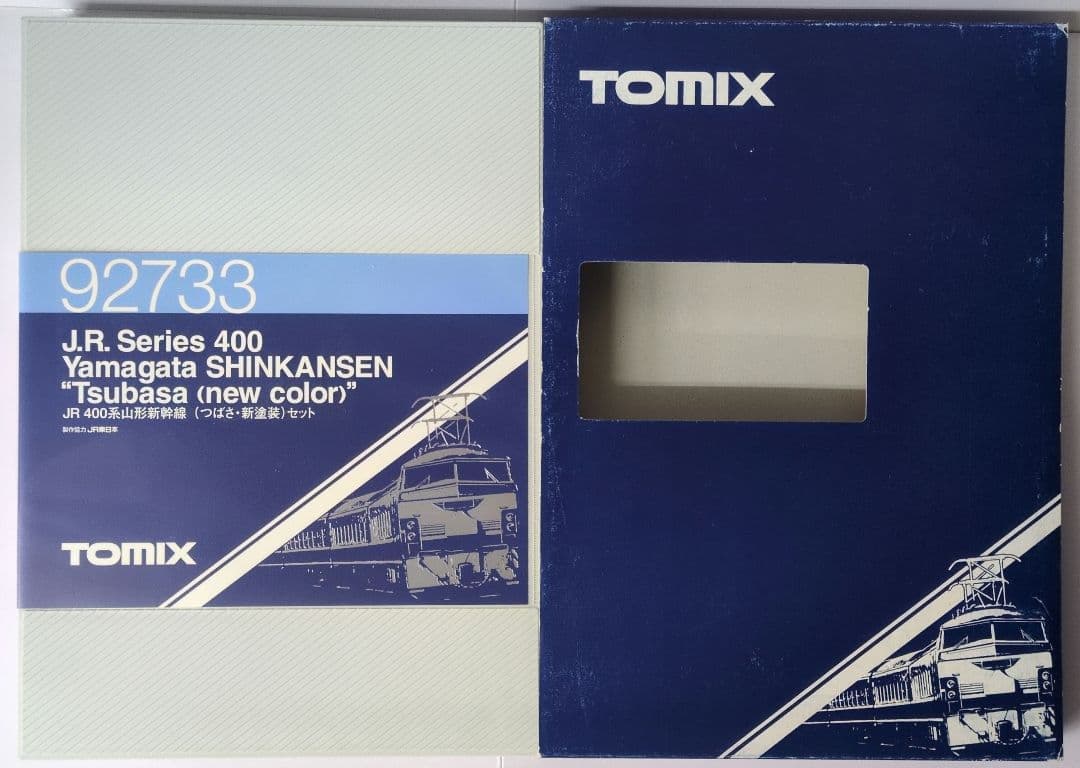 92733
J.R. Series 400
Yamagata SHINKANSEN
“Tsubasa (new color)”
JR 400系山形新幹線（つばさ・新塗装）セット
製作協力 JR東日本
TOMIX
TOMIX